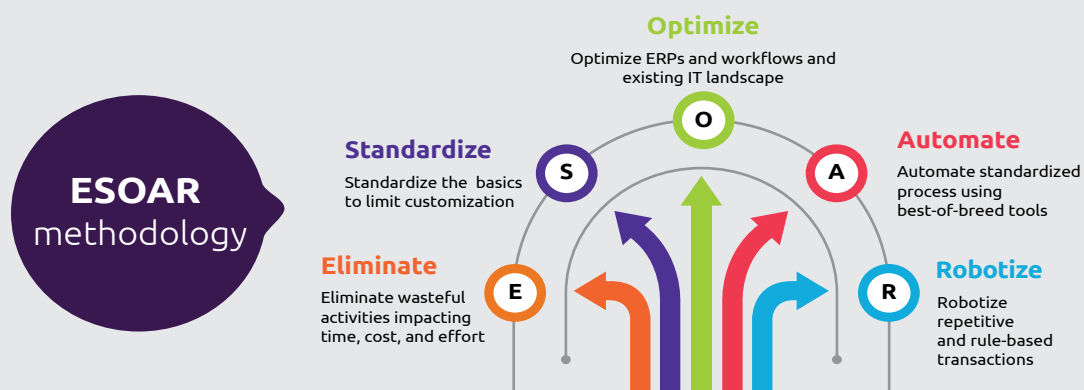 ESOAR
methodology
Eliminate
Eliminate wasteful
activities impacting
time, cost, and effort
E
Standardize
Standardize the basics
to limit customization
S
Optimize
Optimize ERPs and workflows and
existing IT landscape
O
Automate
Automate standardized
process using
best-of-breed tools
A
Robotize
Robotize
repetitive
and rule-based
transactions
R